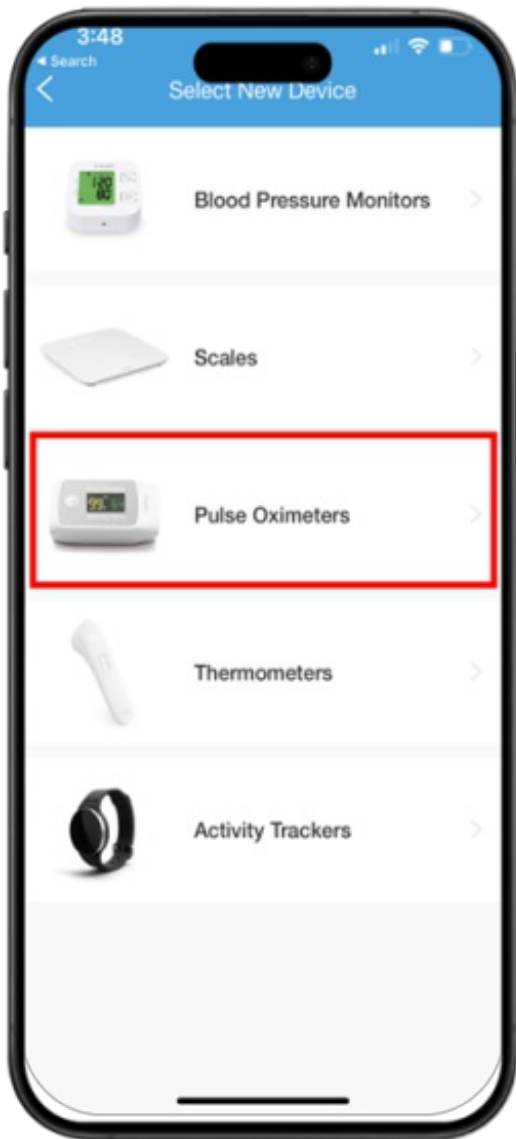 3:48
◀ Search
Select New Device
Blood Pressure Monitors
Scales
Pulse Oximeters
Thermometers
Activity Trackers